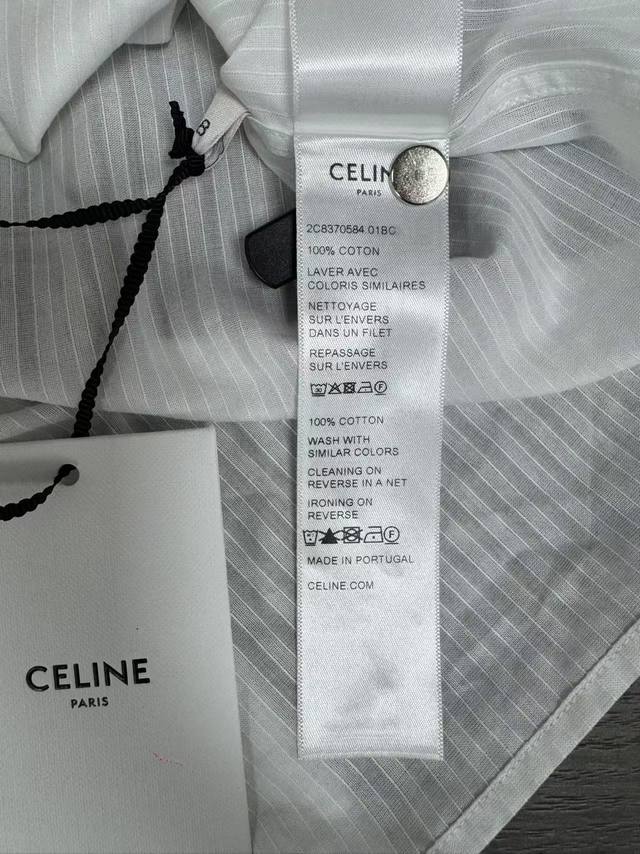 8
CELIN
PARIS
2C8370584 01BC
100% COTON
LAVER AVEC
COLORIS SIMILAIRES
NETTOYAGE
SUR L'ENVERS
DANS UN FILET
REPASSAGE
SUR L'ENVERS
100% COTTON
WASH WITH
SIMILAR COLORS
CLEANING ON
REVERSE IN A NET
IRONING ON
REVERSE
MADE IN PORTUGAL
CELINE.COM
CELINE
PARIS